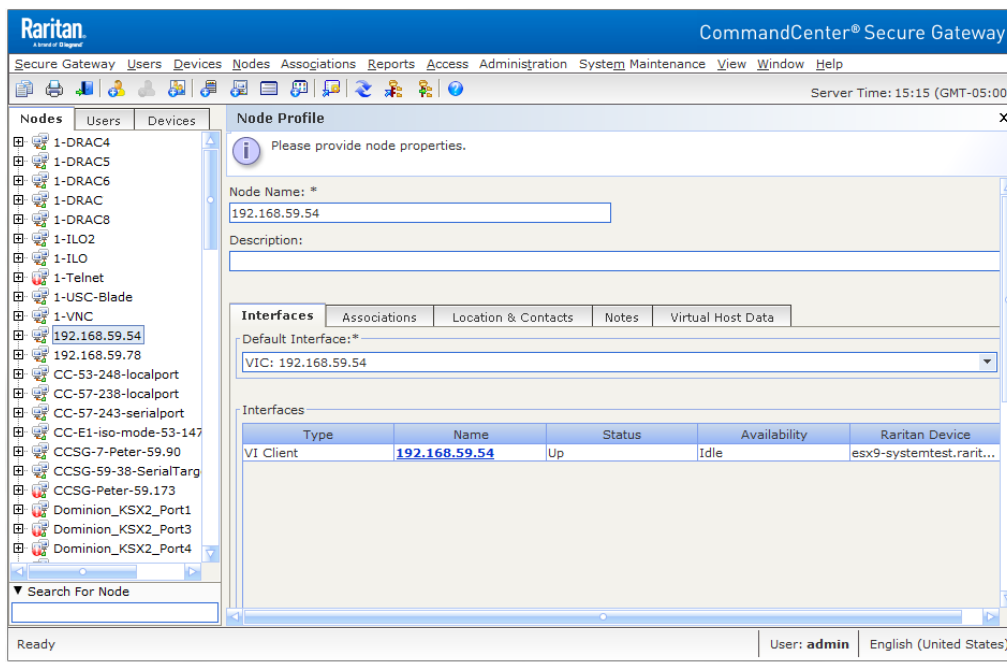 Raritan.
A brand of legrand
CommandCenter® Secure Gateway
Secure Gateway Users Devices Nodes Associations Reports Access Administration System Maintenance View Window Help
Server Time: 15:15 (GMT-05:00
Nodes Users Devices
1-DRAC4
1-DRAC5
1-DRAC6
1-DRAC
1-DRAC8
1-ILO2
1-ILO
1-Telnet
1-USC-Blade
1-VNC
192.168.59.54
192.168.59.78
CC-53-248-localport
CC-57-238-localport
CC-57-243-serialport
CC-E1-iso-mode-53-147
CCSG-7-Peter-59.90
CCSG-59-38-SerialTarg
CCSG-Peter-59.173
Dominion_KSX2_Port1
Dominion_KSX2_Port3
Dominion_KSX2_Port4
Search For Node
Node Profile
Please provide node properties.
Node Name: *
192.168.59.54
Description:
Interfaces Associations Location & Contacts Notes Virtual Host Data
Default Interface:*
VIC: 192.168.59.54
Interfaces
Type Name Status Availability Raritan Device
VI Client 192.168.59.54 Up Idle esx9-systemtest.rarit...
Ready
User: admin English (United States)